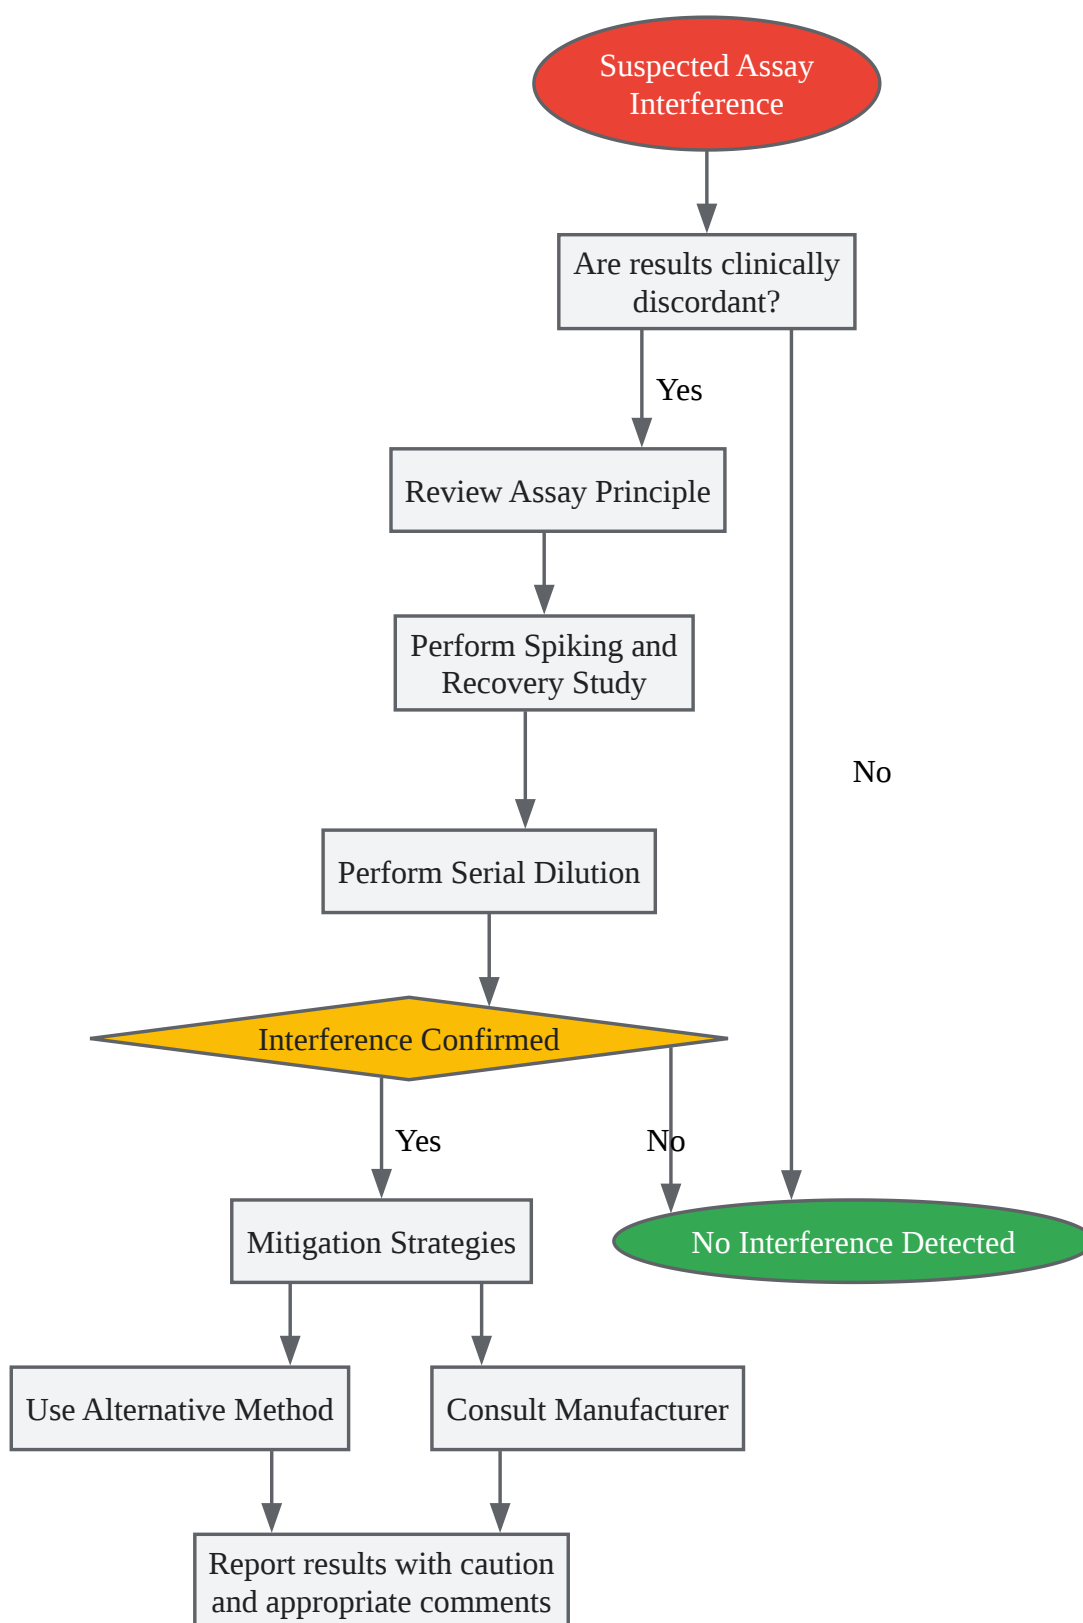 Suspected Assay
Interference
Are results clinically
discordant?
Yes
Review Assay Principle
Perform Spiking and
Recovery Study
No
Perform Serial Dilution
Interference Confirmed
Yes
No
Mitigation Strategies
No Interference Detected
Use Alternative Method
Consult Manufacturer
Report results with caution
and appropriate comments